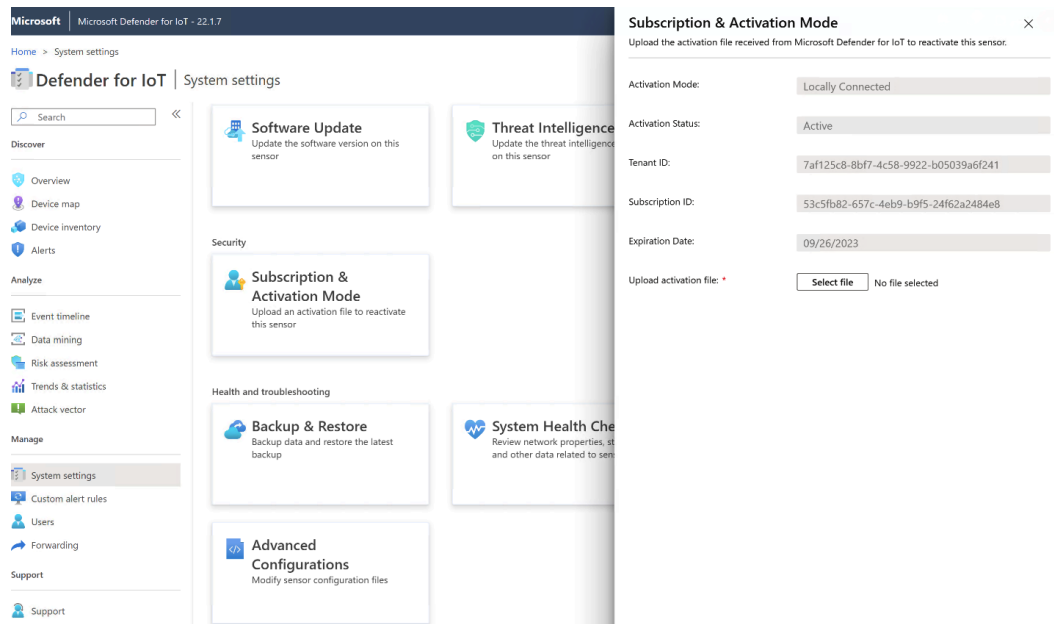 Microsoft | Microsoft Defender for IoT - 22.1.7
Home > System settings
Defender for IoT | System settings
Search
Discover
Overview
Device map
Device inventory
Alerts
Analyze
Event timeline
Data mining
Risk assessment
Trends & statistics
Attack vector
Manage
System settings
Custom alert rules
Users
Forwarding
Support
Support
Software Update
Update the software version on this
sensor
Threat Intelligence
Update the threat intelligence
on this sensor
Security
Subscription &
Activation Mode
Upload an activation file to reactivate
this sensor
Health and troubleshooting
Backup & Restore
Backup data and restore the latest
backup
System Health Che
Review network properties, st
and other data related to sen
Advanced
Configurations
Modify sensor configuration files
Subscription & Activation Mode
Upload the activation file received from Microsoft Defender for IoT to reactivate this sensor.
Activation Mode: Locally Connected
Activation Status: Active
Tenant ID: 7af125c8-8bf7-4c58-9922-b05039a6f241
Subscription ID: 53c5fb82-657c-4eb9-b9f5-24f62a2484e8
Expiration Date: 09/26/2023
Upload activation file: * Select file No file selected